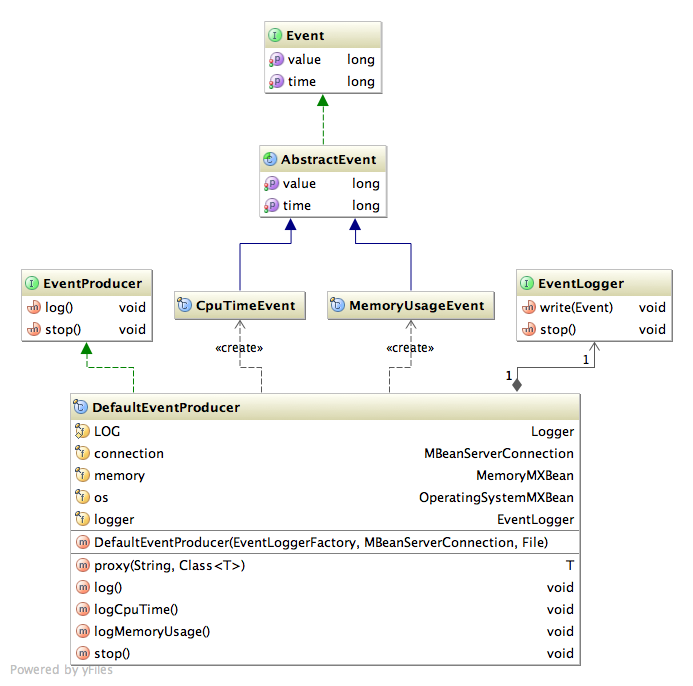 Event
value long
time long
AbstractEvent
value long
time long
EventProducer
log() void
stop() void
CpuTimeEvent
MemoryUsageEvent
EventLogger
write(Event) void
stop() void
«create»
«create»
1
1
DefaultEventProducer
LOG Logger
connection MBeanServerConnection
memory MemoryMXBean
os OperatingSystemMXBean
logger EventLogger
DefaultEventProducer(EventLoggerFactory, MBeanServerConnection, File)
proxy(String, Class<T>) T
log() void
logCpuTime() void
logMemoryUsage() void
stop() void
Powered by yFiles